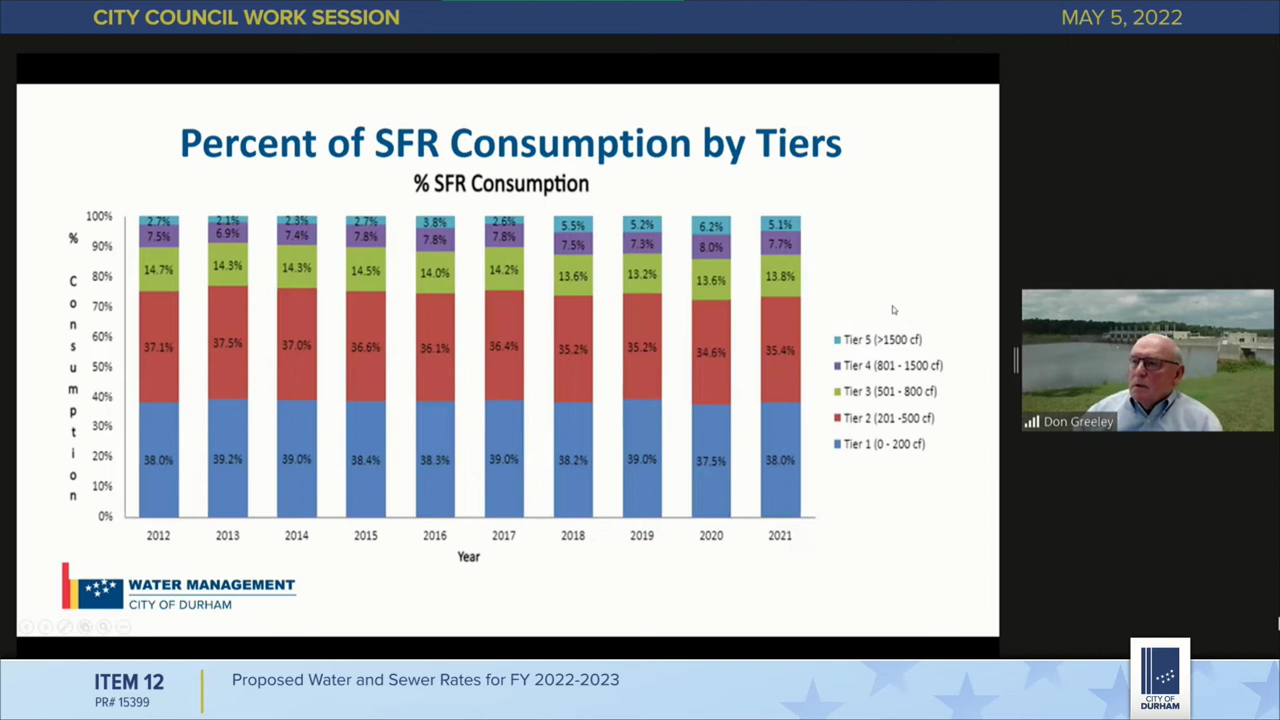 CITY COUNCIL WORK SESSION
MAY 5, 2022
Percent of SFR Consumption by Tiers
% SFR Consumption
100%
90%
80%
70%
60%
50%
40%
30%
20%
10%
0%
% Consumption
2.7% 2.1% 2.3% 2.7% 3.8% 2.6% 5.5% 5.2% 6.2% 5.1%
7.5% 6.9% 7.4% 7.8% 7.8% 7.8% 7.5% 7.3% 8.0% 7.7%
14.7% 14.3% 14.3% 14.5% 14.0% 14.2% 13.6% 13.2% 13.6% 13.8%
37.1% 37.5% 37.0% 36.6% 36.1% 36.4% 35.2% 35.2% 34.6% 35.4%
38.0% 39.2% 39.0% 38.4% 38.3% 39.0% 38.2% 39.0% 37.5% 38.0%
2012 2013 2014 2015 2016 2017 2018 2019 2020 2021
Year
Tier 5 (>1500 cf)
Tier 4 (801 - 1500 cf)
Tier 3 (501 - 800 cf)
Tier 2 (201 -500 cf)
Tier 1 (0 - 200 cf)
Don Greeley
WATER MANAGEMENT
CITY OF DURHAM
ITEM 12
PR# 15399
Proposed Water and Sewer Rates for FY 2022-2023
CITY OF
DURHAM